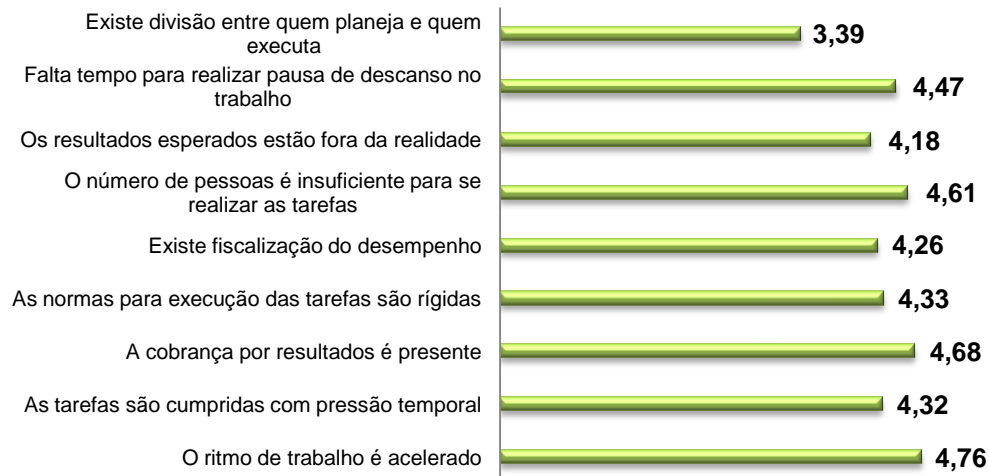 Existe divisão entre quem planeja e quem
executa
3,39
Falta tempo para realizar pausa de descanso no
trabalho
4,47
Os resultados esperados estão fora da realidade
4,18
O número de pessoas é insuficiente para se
realizar as tarefas
4,61
Existe fiscalização do desempenho
4,26
As normas para execução das tarefas são rígidas
4,33
A cobrança por resultados é presente
4,68
As tarefas são cumpridas com pressão temporal
4,32
O ritmo de trabalho é acelerado
4,76